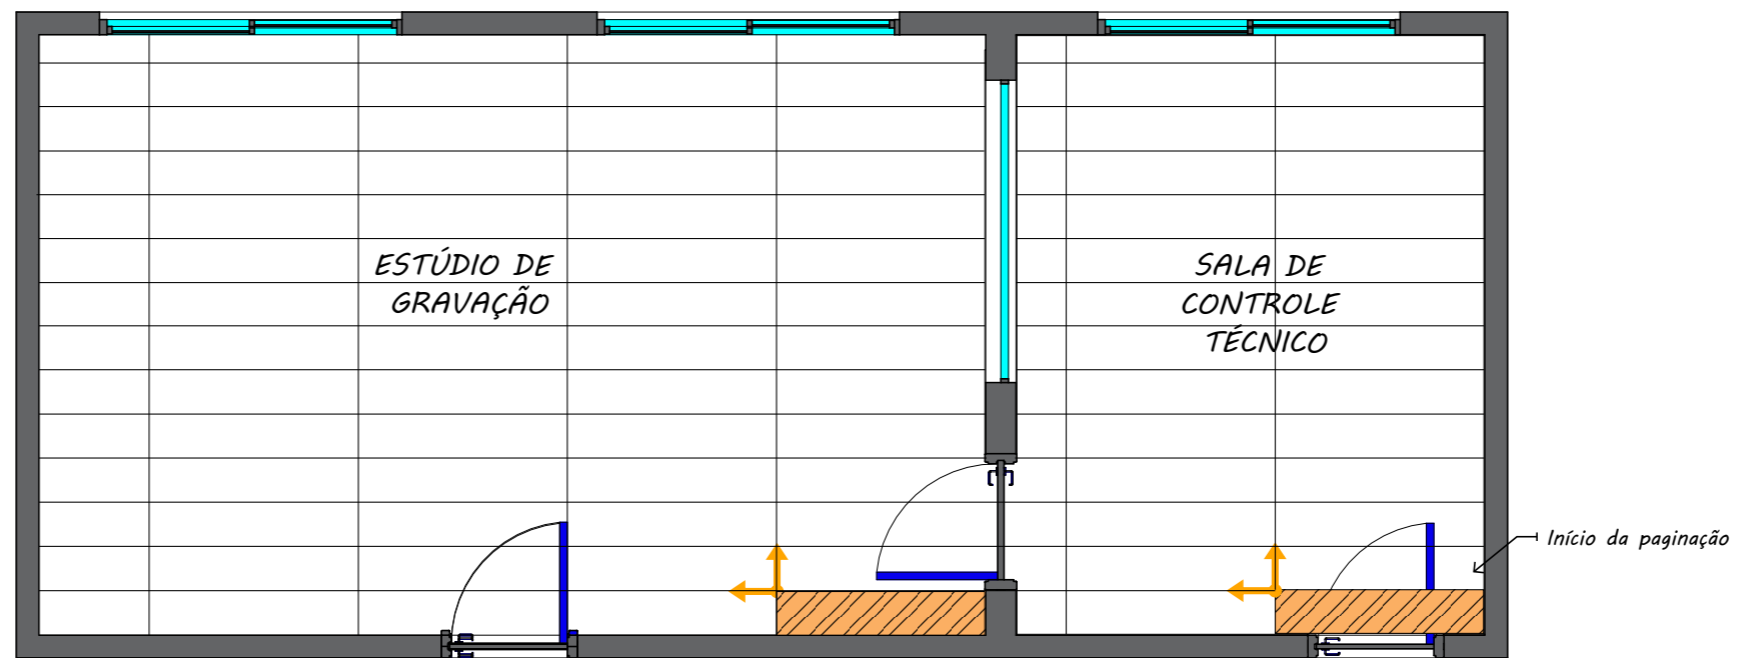 ESTÚDIO DE
GRAVAÇÃO
SALA DE
CONTROLE
TÉCNICO
Início da paginação